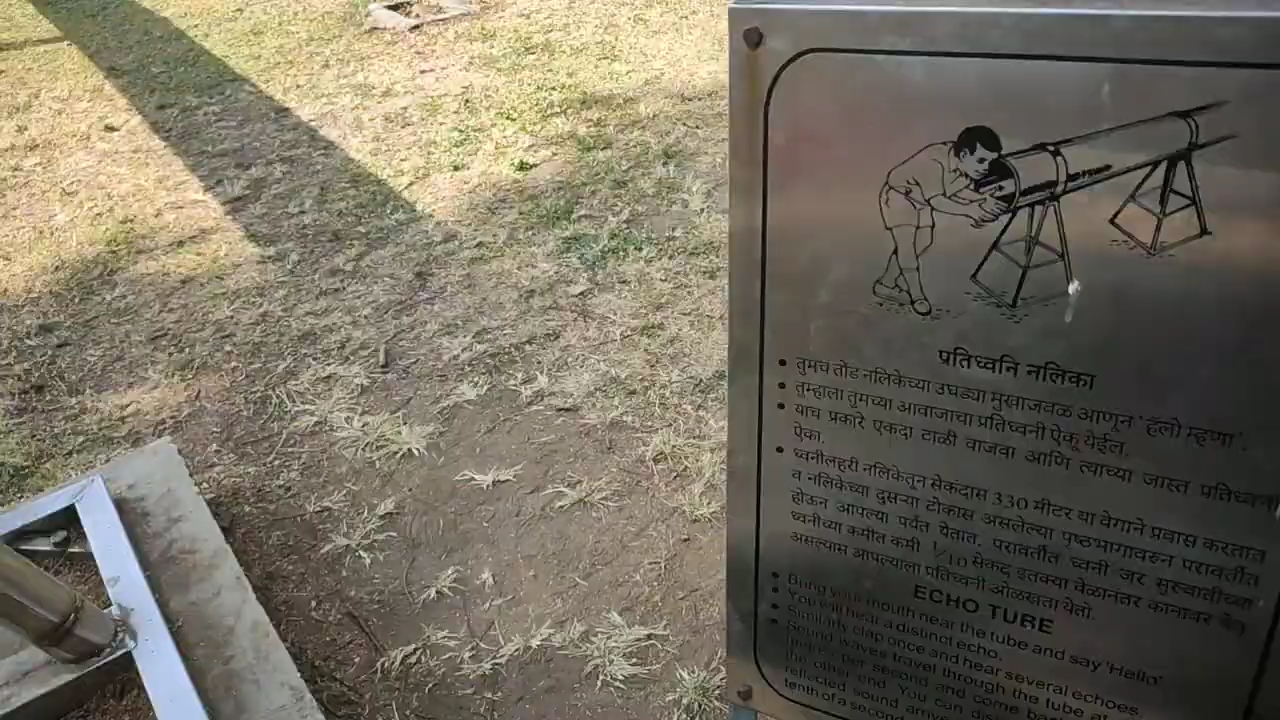 प्रतिध्वनि नलिका
• तुमच तोंड नलिकेच्या उघड्या मुखाजवळ आणून 'हॅलो म्हणा'.
• तुम्हाला तुमच्या आवाजाचा प्रतिध्वनी ऐकू येईल.
• याच प्रकारे एकदा टाळी वाजवा आणि त्याच्या जास्त प्रतिध्वनी
ऐका.
• ध्वनीलहरी नलिकेतून सेकंदास 330 मीटर या वेगाने प्रवास करतात
व नलिकेच्या दुसऱ्या टोकास असलेल्या पृष्ठभागावरुन परावर्तीत
होऊन आपल्या पर्यंत येतात. परावर्तीत ध्वनी जर सुरुवातीच्या
ध्वनीच्या कमीत कमी 1/10 सेकंद इतक्या वेळानंतर कानावर
असल्यास आपल्याला प्रतिध्वनी ओळखता येतो.
ECHO TURE
• Bring your mouth near the tube and say 'Hello'
• You will hear a distinct echo.
• Similarly clap once and hear several echoes.
• Sound waves travel through the tube
per second and come
the other end. You can
reflected sound
tenth of a second